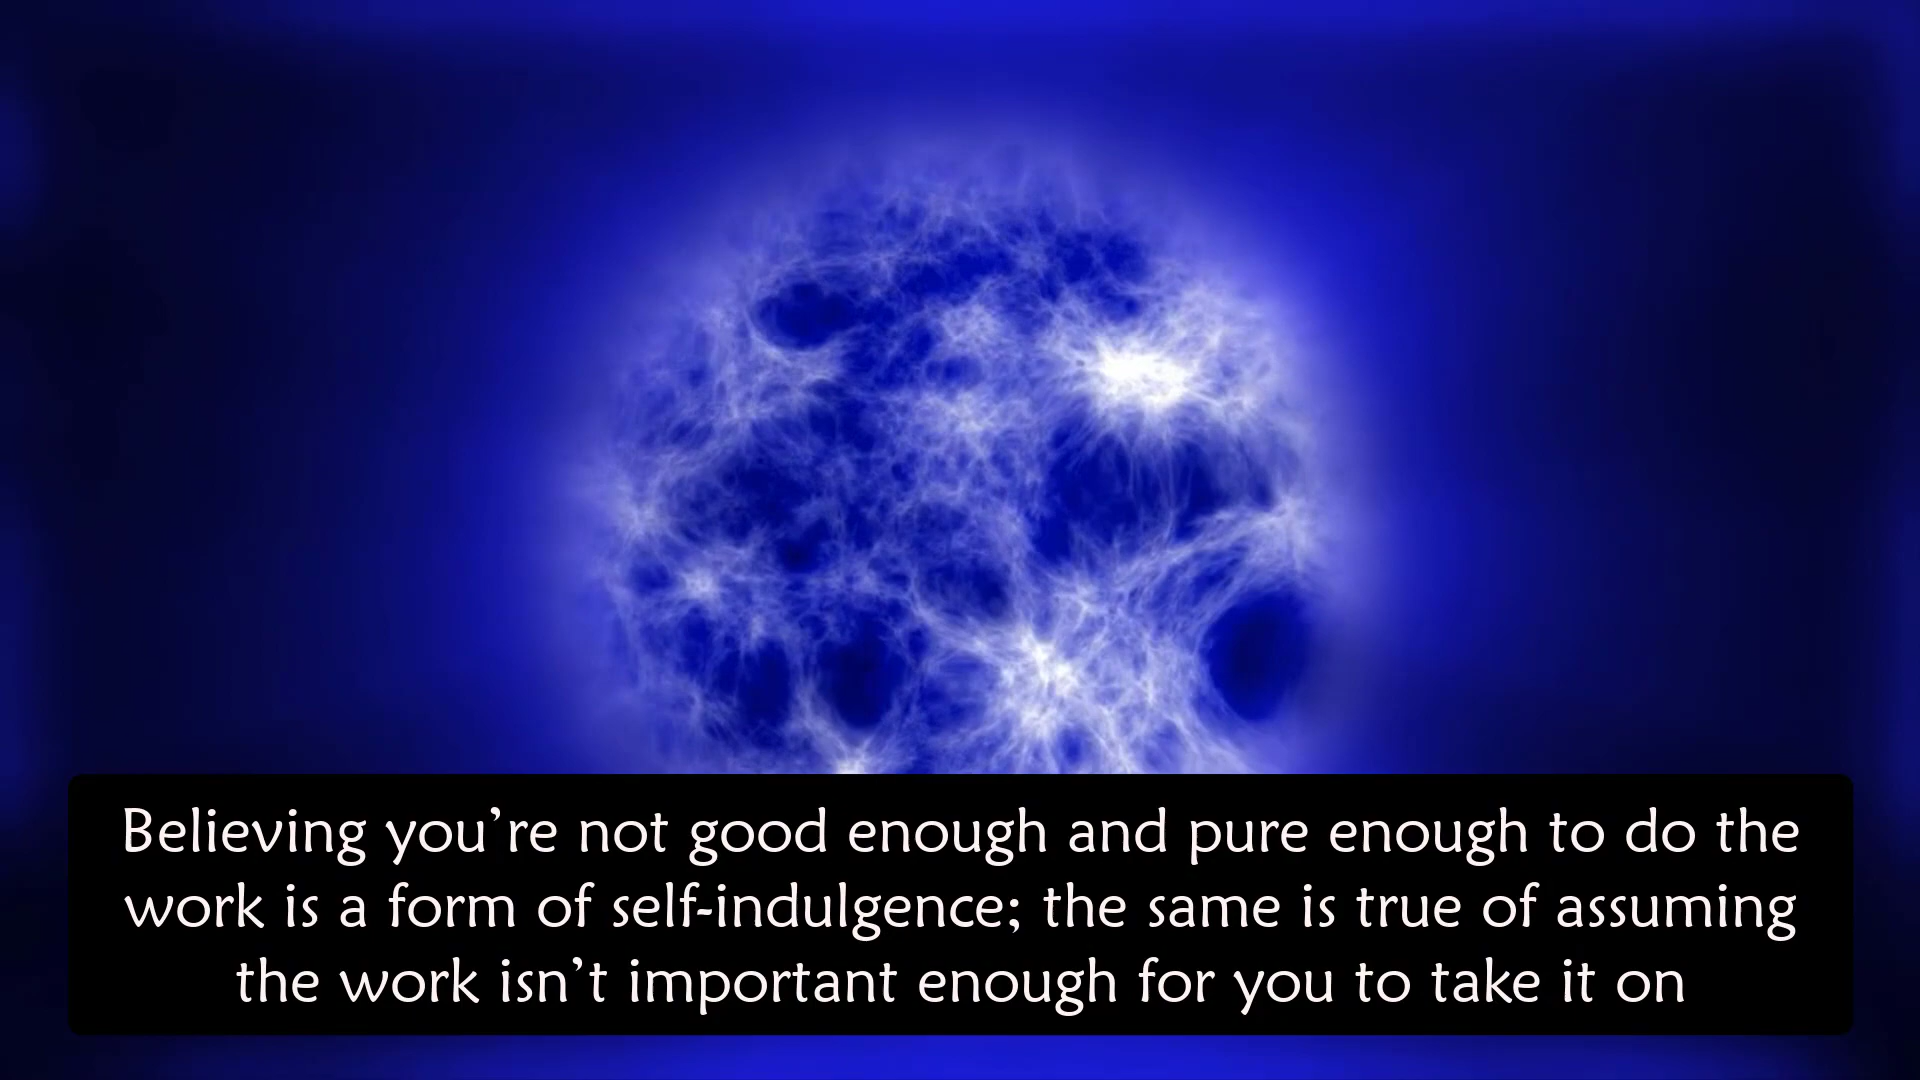 Believing you’re not good enough and pure enough to do the
work is a form of self-indulgence; the same is true of assuming
the work isn’t important enough for you to take it on